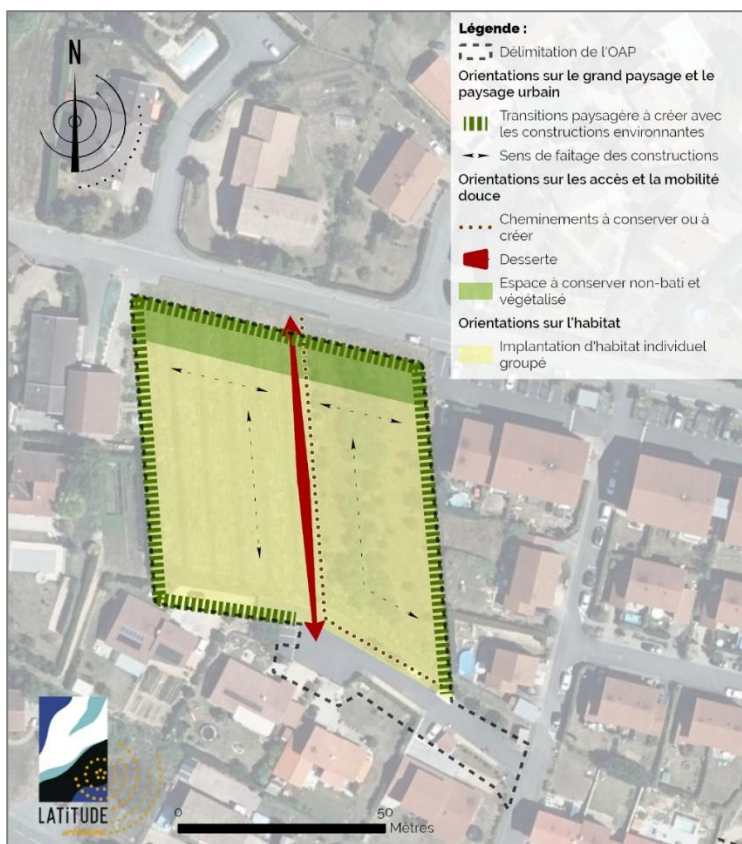 N
Légende :
Délimitation de l'OAP
Orientations sur le grand paysage et le
paysage urbain
Transitions paysagère à créer avec
les constructions environnantes
Sens de faitage des constructions
Orientations sur les accès et la mobilité
douce
Cheminements à conserver ou à
créer
Desserte
Espace à conserver non-bati et
végétalisé
Orientations sur l'habitat
Implantation d'habitat individuel
groupé
LATITUDE
urbanisme
0 50
Mètres